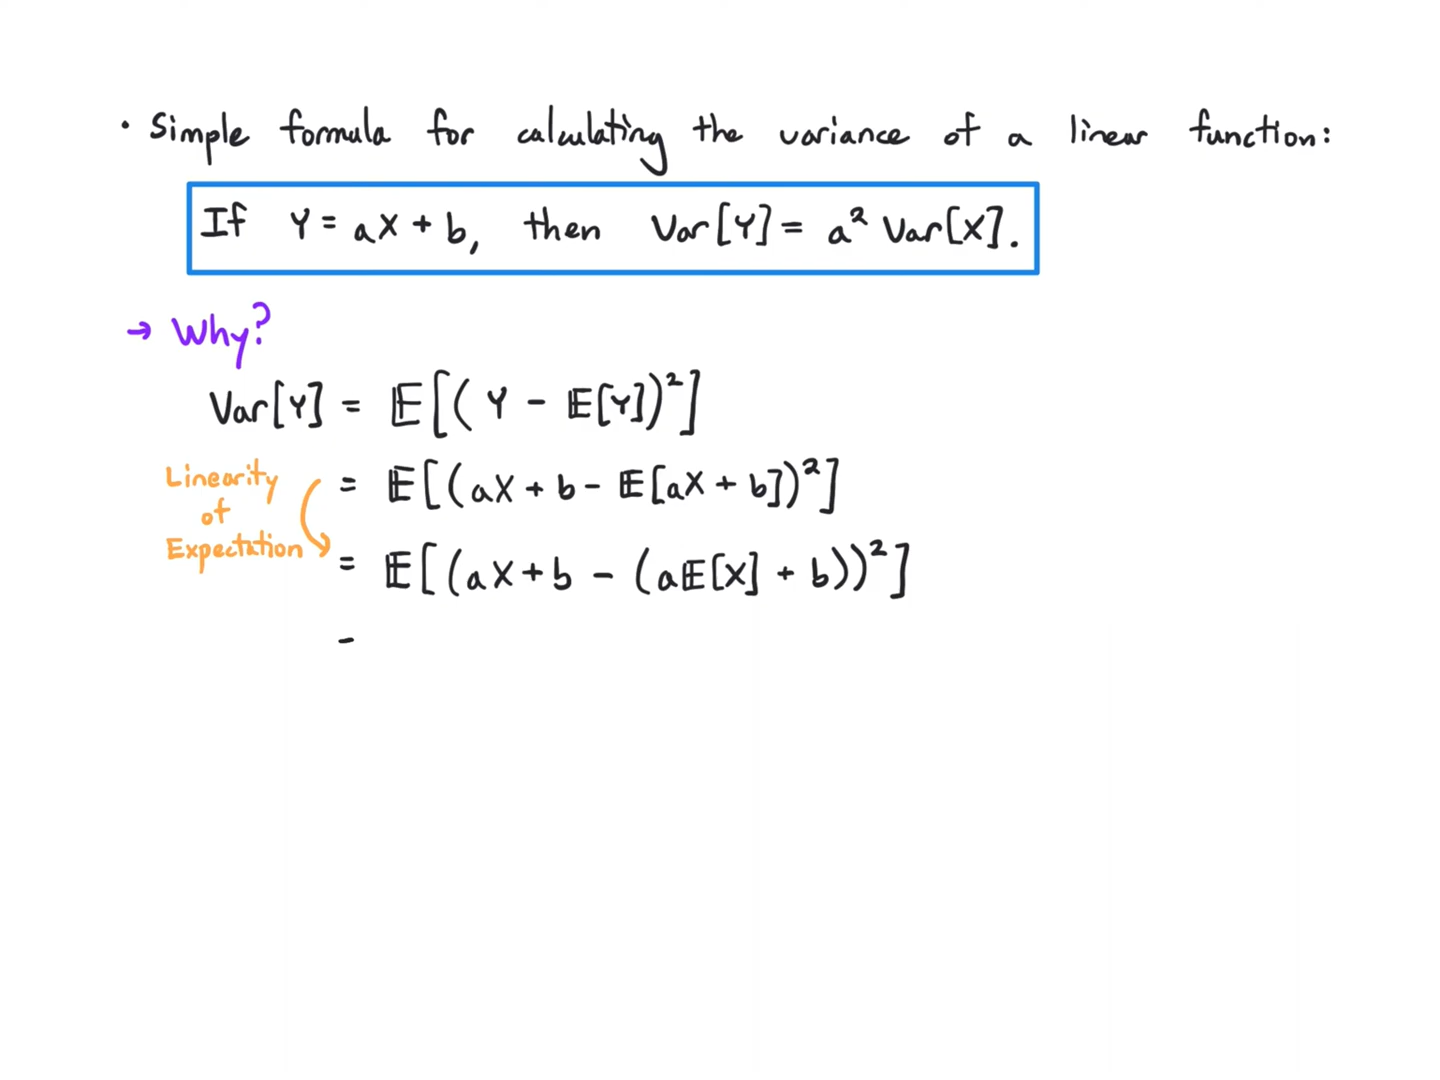 • Simple formula for calculating the variance of a linear function:
If Y = aX + b, then Var[Y] = a² Var[X].
→ Why?
Var[Y] = 𝔼[(Y - 𝔼[Y])²]
= 𝔼[(aX + b - 𝔼[aX + b])²]
Linearity
of
Expectation
= 𝔼[(aX + b - (a𝔼[X] + b))²]
-